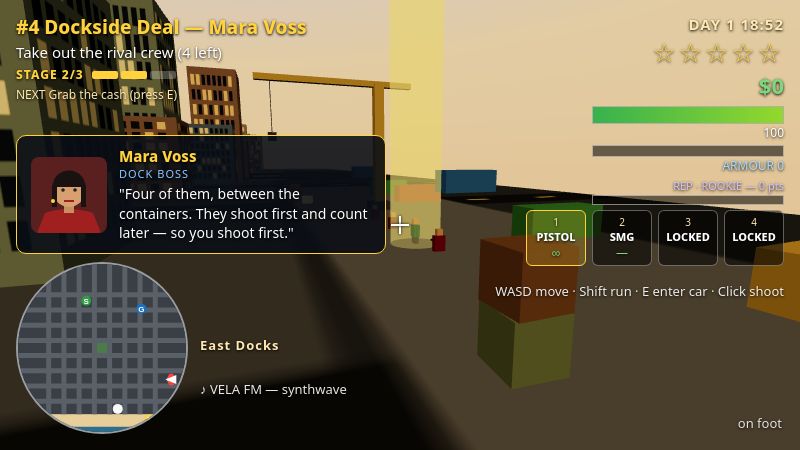 #4 Dockside Deal — Mara Voss
Take out the rival crew (4 left)
STAGE 2/3
NEXT Grab the cash (press E)
Mara Voss
DOCK BOSS
"Four of them, between the
containers. They shoot first and count
later — so you shoot first."
DAY 1 18:52
☆☆☆☆☆
$0
100
ARMOUR 0
REP · ROOKIE — 0 pts
1 2 3 4
PISTOL SMG LOCKED LOCKED
∞ —
WASD move · Shift run · E enter car · Click shoot
S
G
East Docks
♪ VELA FM — synthwave
on foot